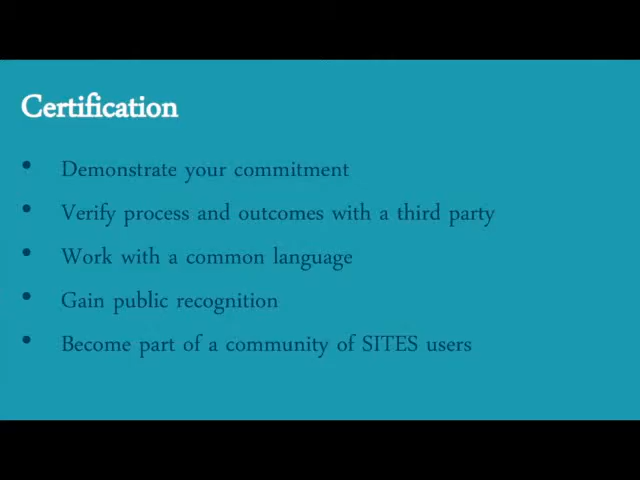 Certification
• Demonstrate your commitment
• Verify process and outcomes with a third party
• Work with a common language
• Gain public recognition
• Become part of a community of SITES users